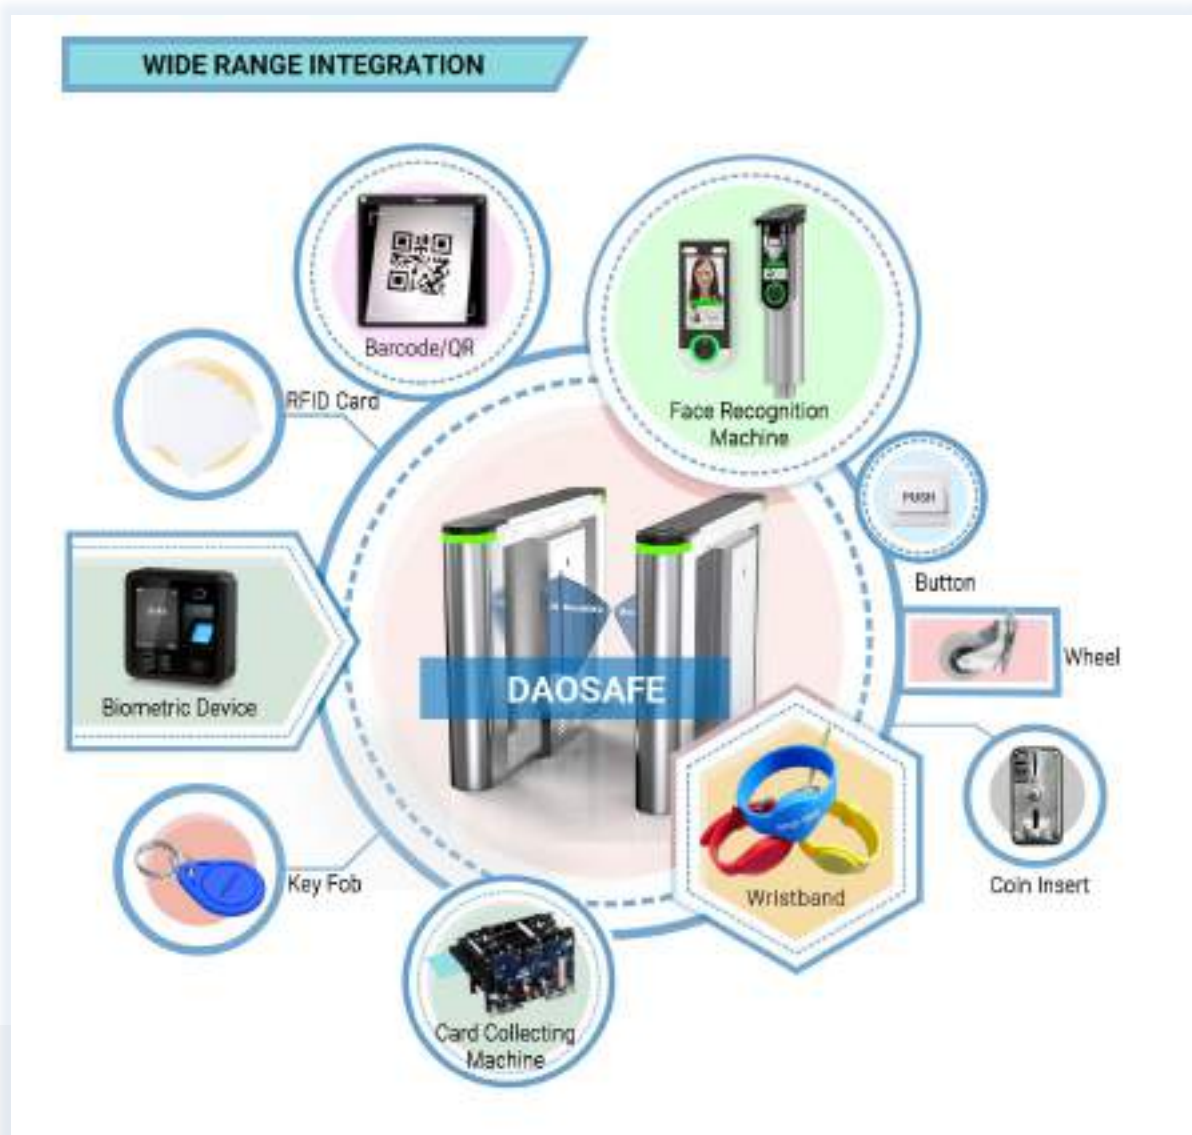 WIDE RANGE INTEGRATION
Barcode/QR
Face Recognition
Machine
RFID Card
PUSH
Button
Biometric Device
DAOSAFE
Wheel
Key Fob
Wristband
Coin Insert
Card Collecting
Machine